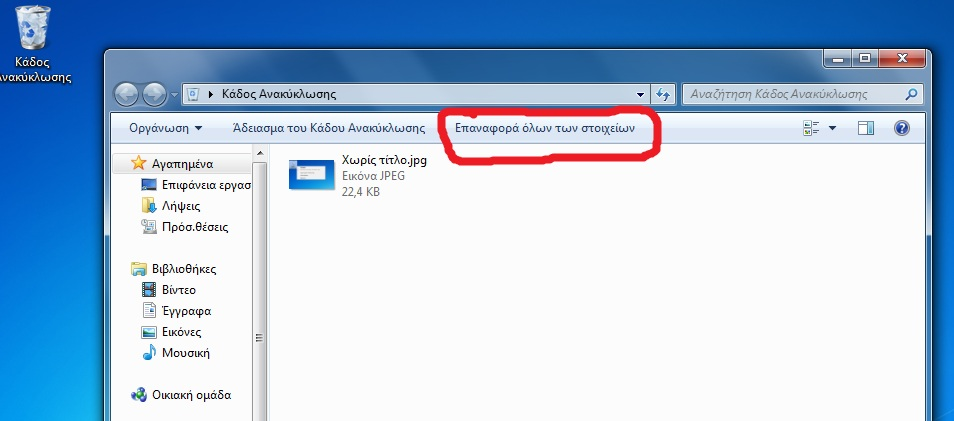 Κάδος
Ανακύκλωσης
Κάδος Ανακύκλωσης
Αναζήτηση Κάδος Ανακύκλωσης
Οργάνωση
Άδειασμα του Κάδου Ανακύκλωσης
Επαναφορά όλων των στοιχείων
Αγαπημένα
Επιφάνεια εργασ
Λήψεις
Πρόσ.θέσεις
Βιβλιοθήκες
Βίντεο
Έγγραφα
Εικόνες
Μουσική
Οικιακή ομάδα
Χωρίς τίτλο.jpg
Εικόνα JPEG
22,4 KB